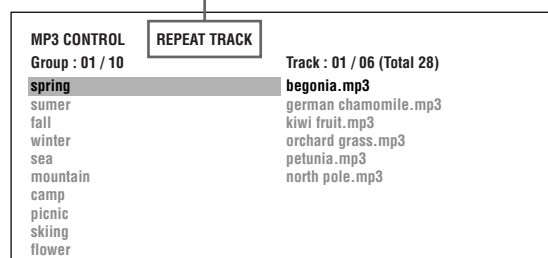 MP3 CONTROL REPEAT TRACK
Group : 01 / 10 Track : 01 / 06 (Total 28)
spring begonia.mp3
sumer german chamomile.mp3
fall kiwi fruit.mp3
winter orchard grass.mp3
sea petunia.mp3
mountain north pole.mp3
camp
picnic
skiing
flower